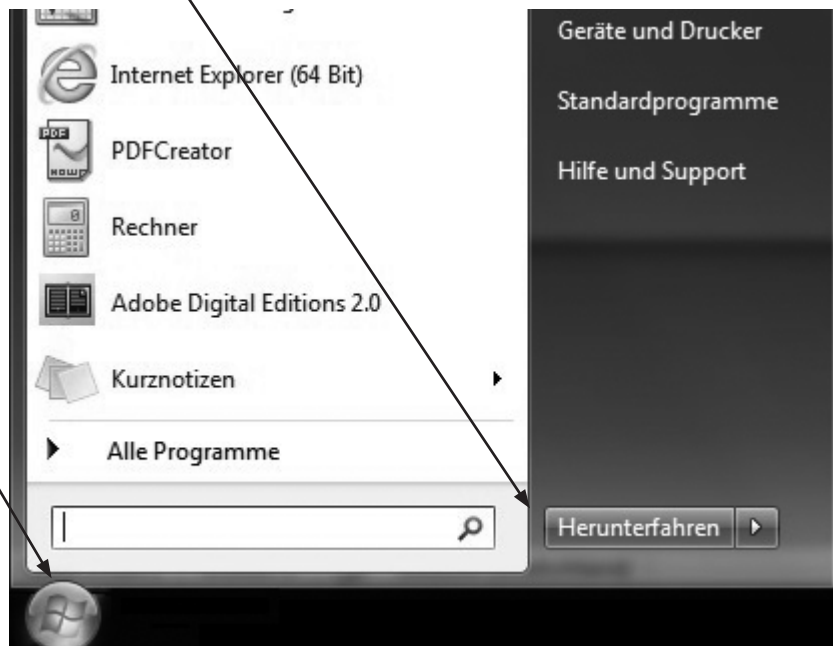 Internet Explorer (64 Bit)
PDFCreator
Rechner
Adobe Digital Editions 2.0
Kurznotizen
Alle Programme
Geräte und Drucker
Standardprogramme
Hilfe und Support
Herunterfahren